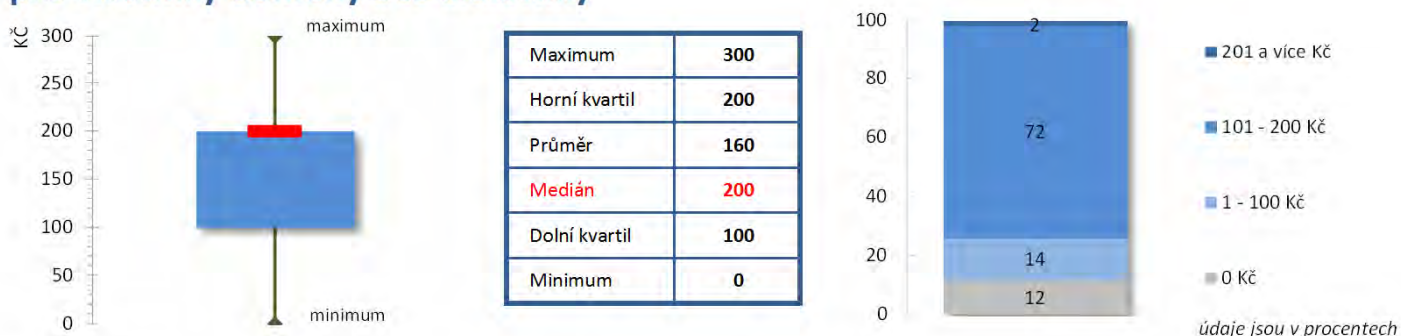 Kč
300
250
200
150
100
50
0
maximum
minimum
Maximum 300
Horní kvartil 200
Průměr 160
Medián 200
Dolní kvartil 100
Minimum 0
100
80
60
40
20
0
2
72
14
12
201 a více Kč
101 - 200 Kč
1 - 100 Kč
0 Kč
údaje jsou v procentech